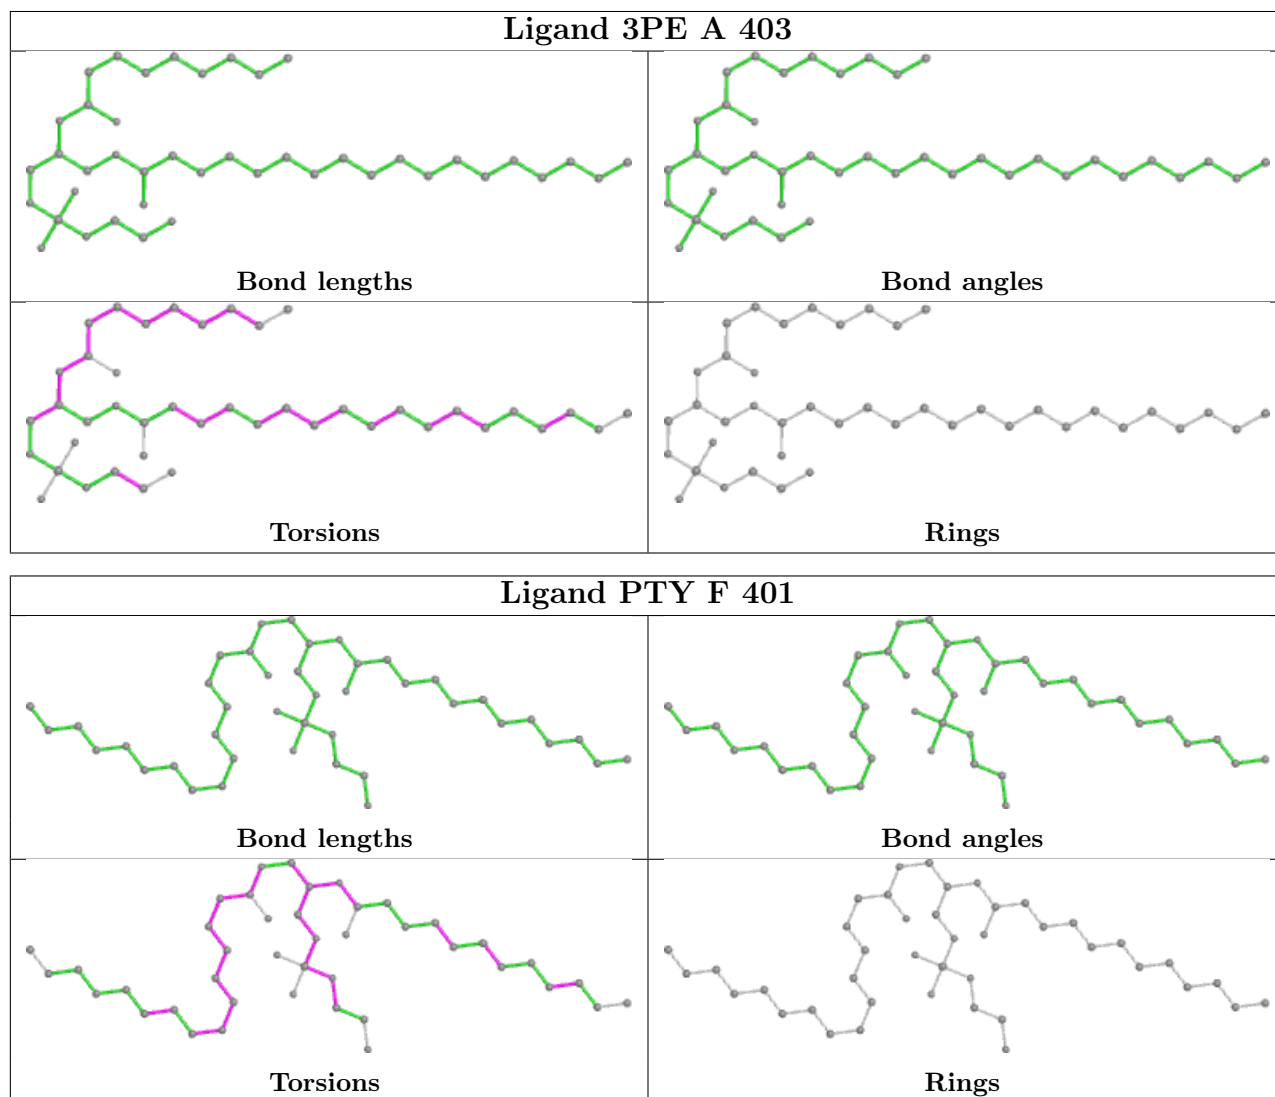 Ligand 3PE A 403
Bond lengths
Bond angles
Torsions
Rings
Ligand PTY F 401
Bond lengths
Bond angles
Torsions
Rings